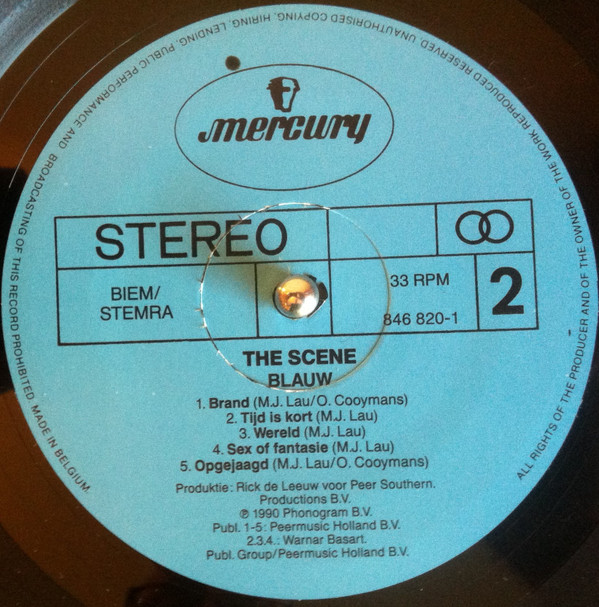 ALL RIGHTS OF THE PRODUCER AND OF THE OWNER OF THE WORK REPRODUCED RESERVED. UNAUTHORISED COPYING, HIRING, LENDING, PUBLIC PERFORMANCE AND BROADCASTING OF THIS RECORD PROHIBITED. MADE IN BELGIUM.
mercury
STEREO
BIEM/
STEMRA
33 RPM
846 820-1
2
THE SCENE
BLAUW
1. Brand (M.J. Lau/O. Cooymans)
2. Tijd is kort (M.J. Lau)
3. Wereld (M.J. Lau)
4. Sex of fantasie (M.J. Lau)
5. Opgejaagd (M.J. Lau/O. Cooymans)
Produktie: Rick de Leeuw voor Peer Southern.
Productions B.V.
℗ 1990 Phonogram B.V.
Publ. 1-5: Peermusic Holland B.V.
2.3.4.: Warnar Basart.
Publ. Group/Peermusic Holland B.V.